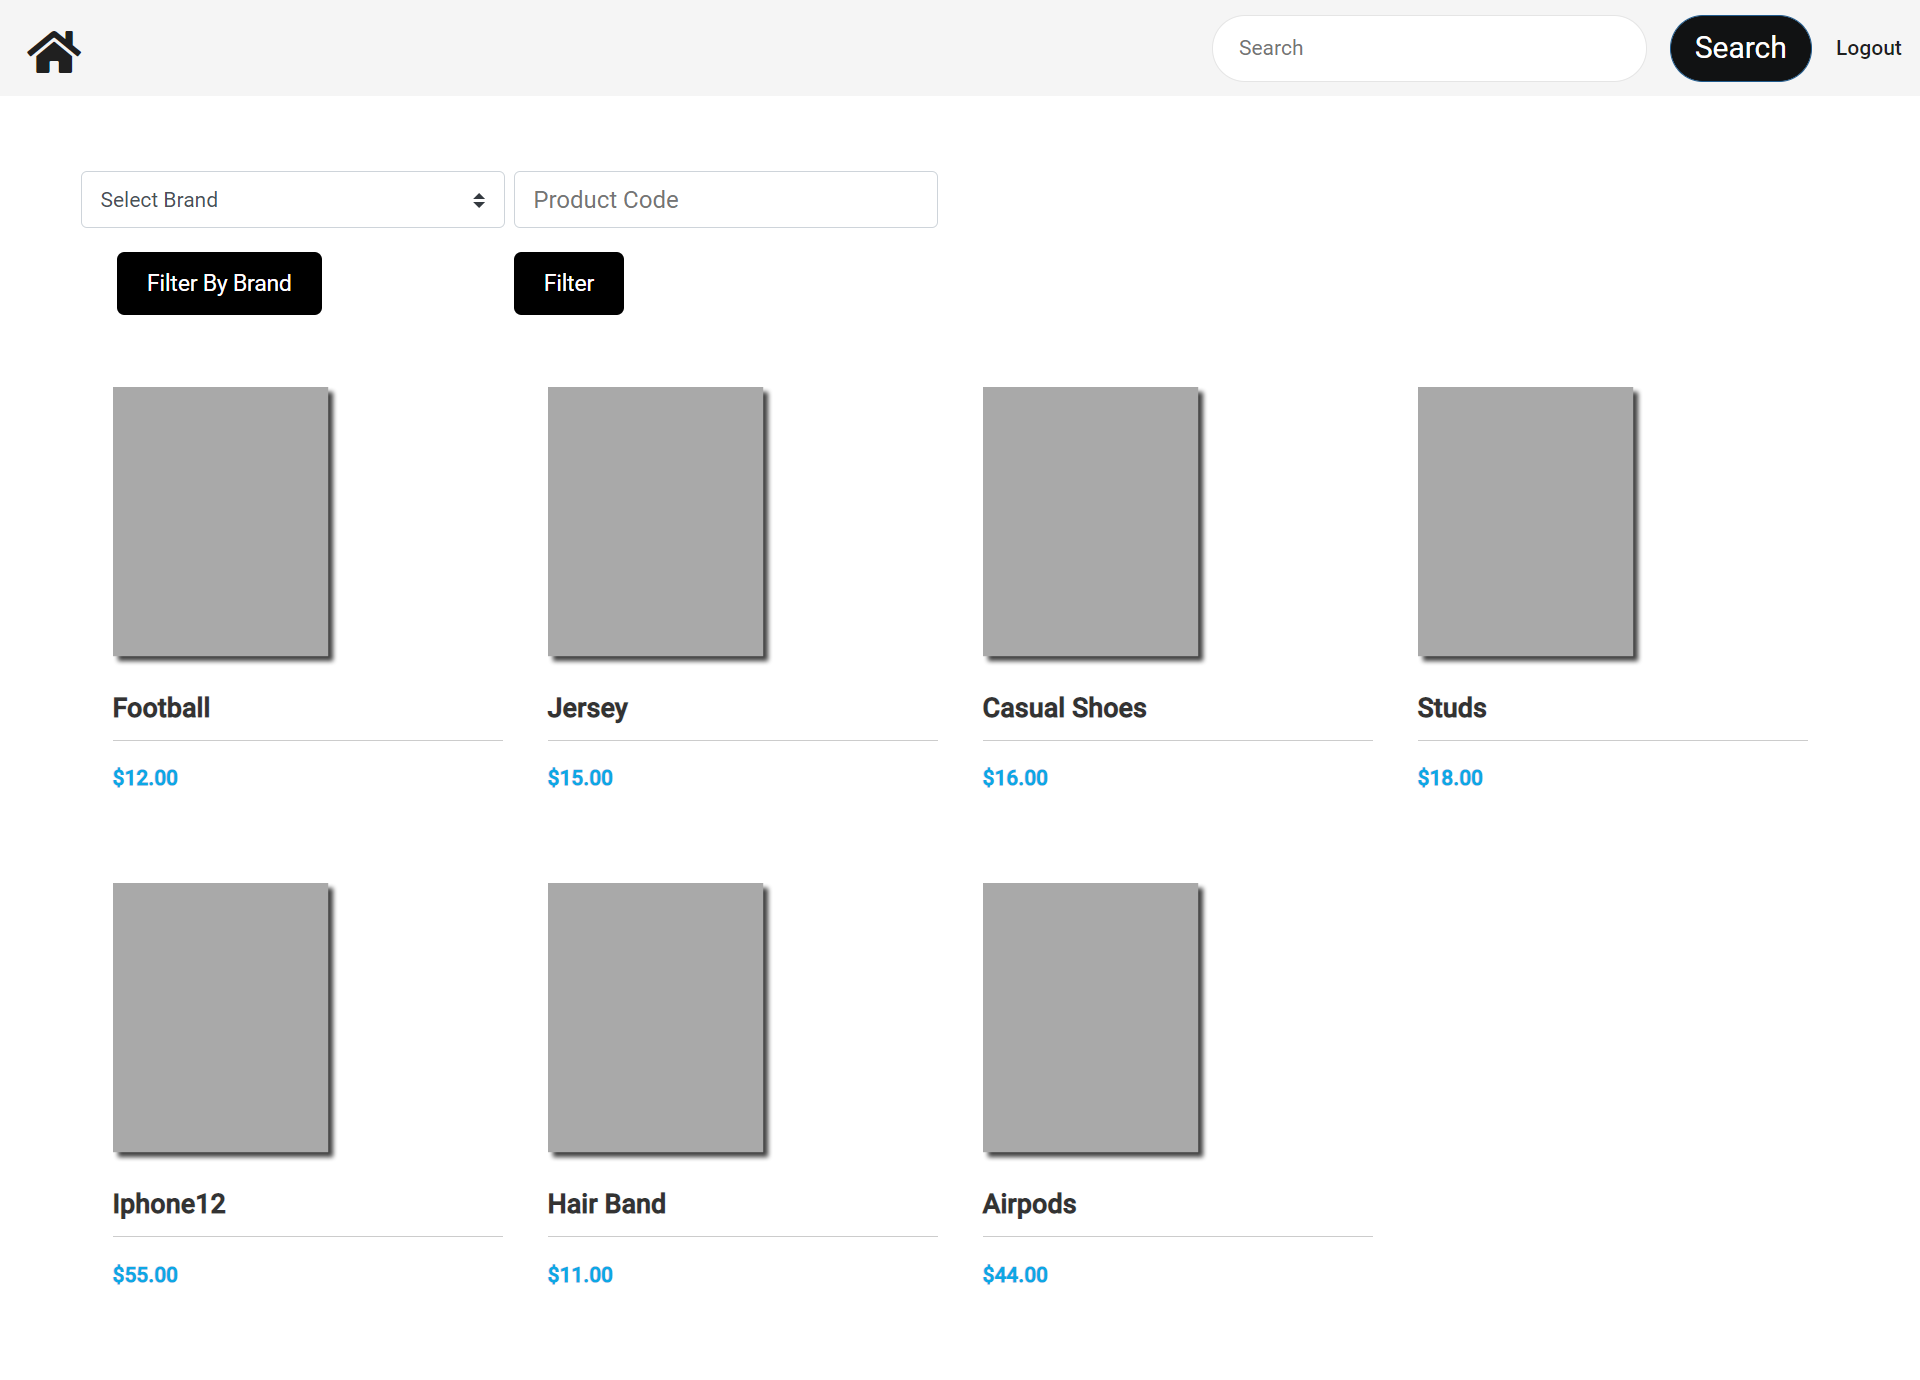 Search
Search
Logout
Select Brand
Product Code
Filter By Brand
Filter
Football
Jersey
Casual Shoes
Studs
$12.00
$15.00
$16.00
$18.00
Iphone12
Hair Band
Airpods
$55.00
$11.00
$44.00